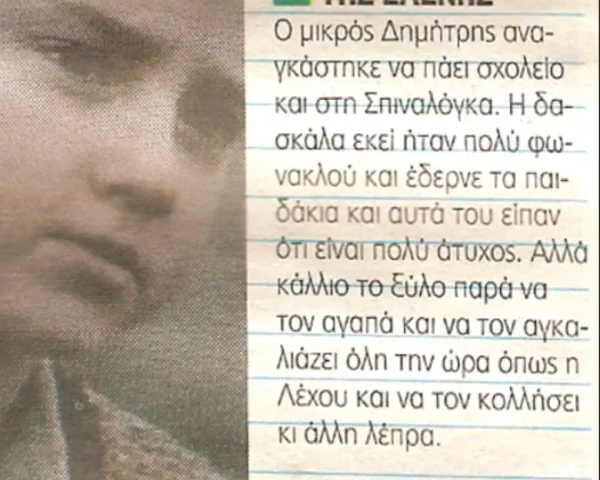 ΤΗΣ ΕΛΕΝΗΣ
Ο μικρός Δημήτρης ανα-
γκάστηκε να πάει σχολείο
και στη Σπιναλόγκα. Η δα-
σκάλα εκεί ήταν πολύ φω-
νακλού και έδερνε τα παι-
δάκια και αυτά του είπαν
ότι είναι πολύ άτυχος. Αλλά
κάλλιο το ξύλο παρά να
τον αγαπά και να τον αγκα-
λιάζει όλη την ώρα όπως η
Λέχου και να τον κολλήσει
κι άλλη λέπρα.